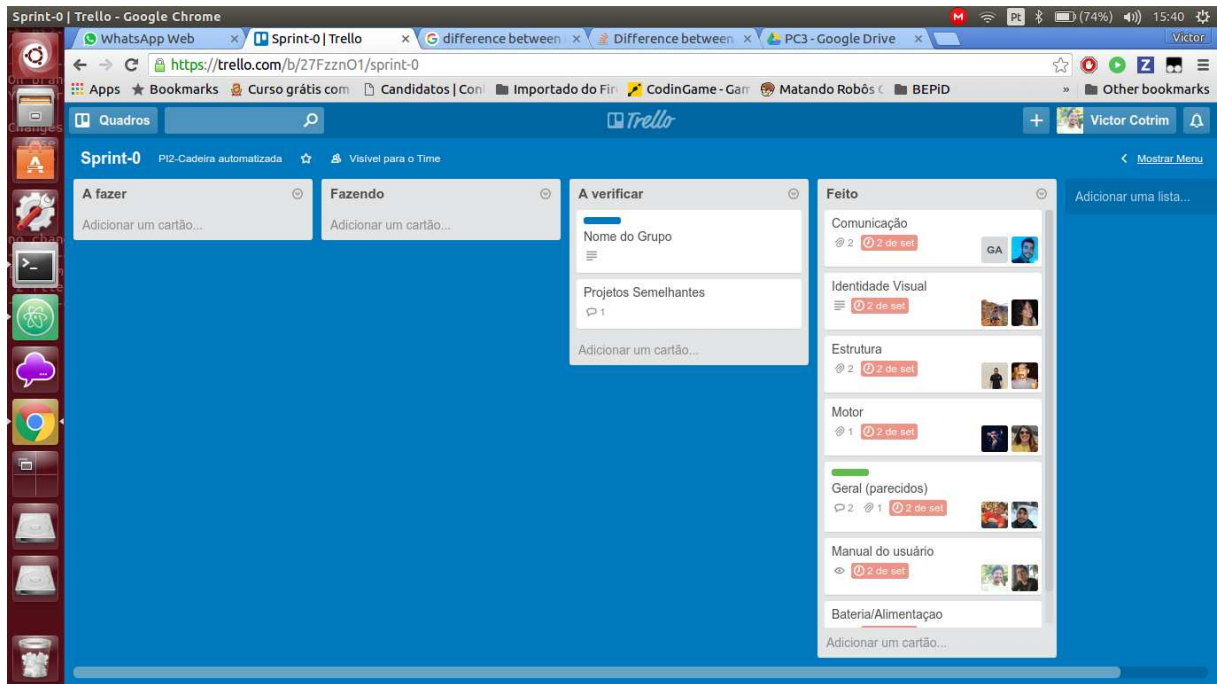 Sprint-0 | Trello - Google Chrome
M
Pt
(74%)
15:40
WhatsApp Web
Sprint-0 | Trello
difference between
Difference between
PC3 - Google Drive
Victor
https://trello.com/b/27FzznO1/sprint-0
Apps
Bookmarks
Curso grátis com
Candidatos | Con
Importado do Fir
CodinGame - Gam
Matando Robôs
BEPiD
» Other bookmarks
Quadros
Trello
+
Victor Cotrim
Sprint-0
PI2-Cadeira automatizada
Visível para o Time
Mostrar Menu
A fazer
Adicionar um cartão...
Fazendo
Adicionar um cartão...
A verificar
Nome do Grupo
Projetos Semelhantes
1
Adicionar um cartão...
Feito
Comunicação
2 2 de set
GA
Identidade Visual
2 de set
Estrutura
2 2 de set
Motor
1 2 de set
Geral (parecidos)
2 1 2 de set
Manual do usuário
2 de set
Bateria/Alimentaçao
Adicionar um cartão...
Adicionar uma lista...